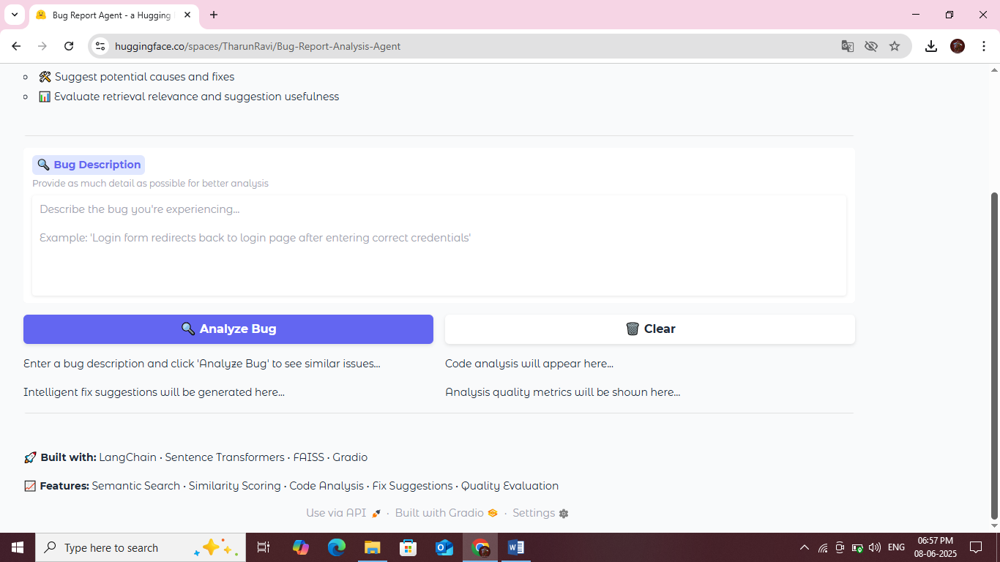 Bug Report Agent - a Hugging
huggingface.co/spaces/TharunRavi/Bug-Report-Analysis-Agent
🛠 Suggest potential causes and fixes
📊 Evaluate retrieval relevance and suggestion usefulness
🔍 Bug Description
Provide as much detail as possible for better analysis
Describe the bug you're experiencing...
Example: 'Login form redirects back to login page after entering correct credentials'
🔍 Analyze Bug
🗑 Clear
Enter a bug description and click 'Analyze Bug' to see similar issues...
Code analysis will appear here...
Intelligent fix suggestions will be generated here...
Analysis quality metrics will be shown here...
🚀 Built with: LangChain · Sentence Transformers · FAISS · Gradio
📈 Features: Semantic Search · Similarity Scoring · Code Analysis · Fix Suggestions · Quality Evaluation
Use via API 🚀 · Built with Gradio · Settings ⚙
Type here to search
ENG
06:57 PM
08-06-2025